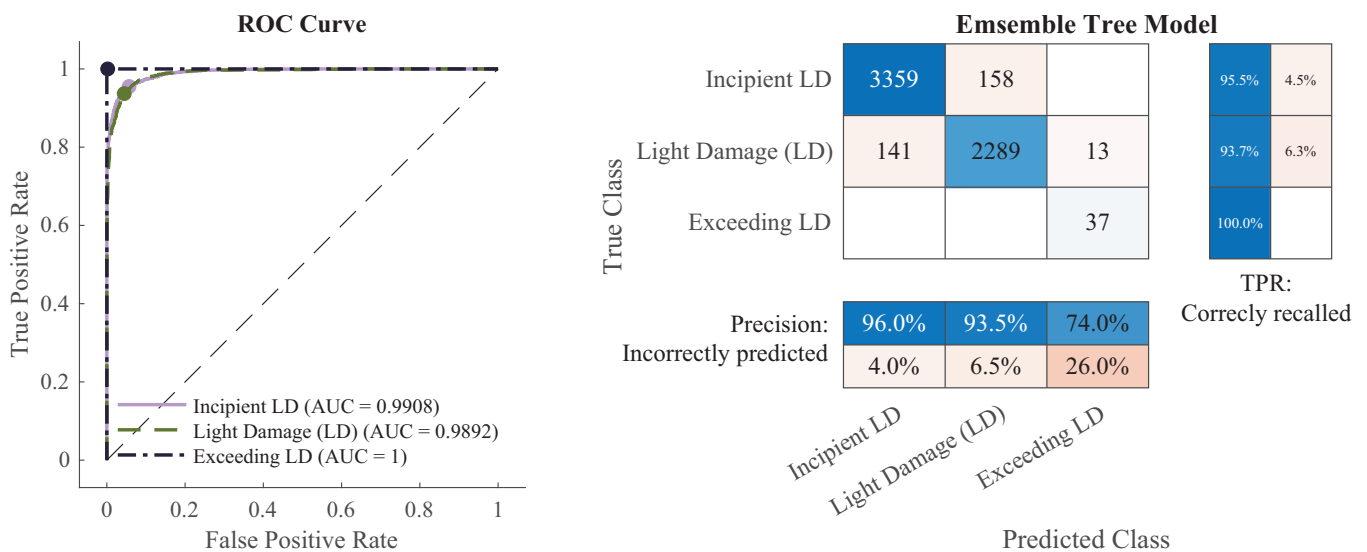 ROC Curve
True Positive Rate
1
0.8
0.6
0.4
0.2
0
Incipient LD (AUC = 0.9908)
Light Damage (LD) (AUC = 0.9892)
Exceeding LD (AUC = 1)
0 0.2 0.4 0.6 0.8 1
False Positive Rate
Emsemble Tree Model
True Class
Incipient LD 3359 158 95.5% 4.5%
Light Damage (LD) 141 2289 13 93.7% 6.3%
Exceeding LD 37 100.0%
TPR:
Correcly recalled
Precision: 96.0% 93.5% 74.0%
Incorrectly predicted 4.0% 6.5% 26.0%
Incipient LD
Light Damage (LD)
Exceeding LD
Predicted Class